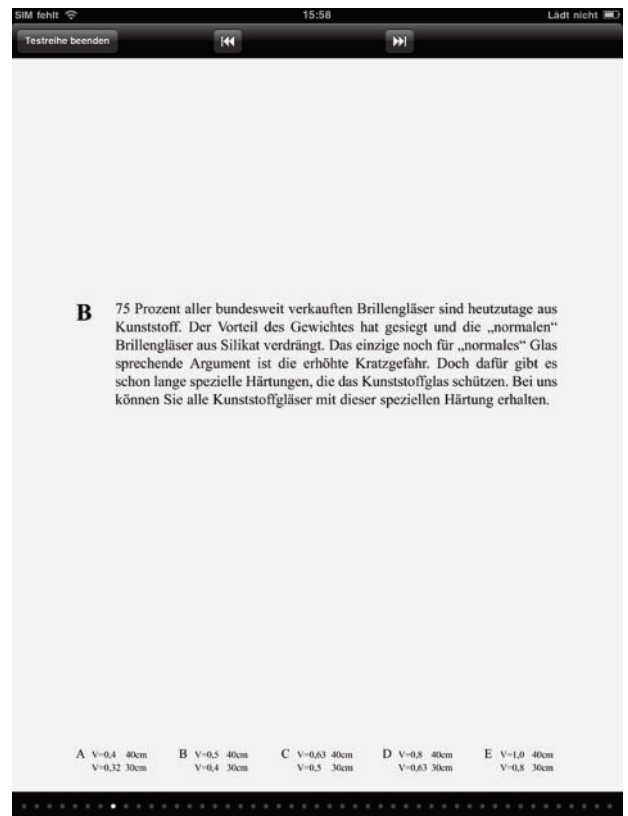 SIM fehlt 15:58 Lädt nicht
Testreihe beenden
B 75 Prozent aller bundesweit verkauften Brillengläser sind heutzutage aus
Kunststoff. Der Vorteil des Gewichtes hat gesiegt und die „normalen“
Brillengläser aus Silikat verdrängt. Das einzige noch für „normales“ Glas
sprechende Argument ist die erhöhte Kratzgefahr. Doch dafür gibt es
schon lange spezielle Härtungen, die das Kunststoffglas schützen. Bei uns
können Sie alle Kunststoffgläser mit dieser speziellen Härtung erhalten.
A V=0,4 40cm B V=0,5 40cm C V=0,63 40cm D V=0,8 40cm E V=1,0 40cm
V=0,32 30cm V=0,4 30cm V=0,5 30cm V=0,63 30cm V=0,8 30cm